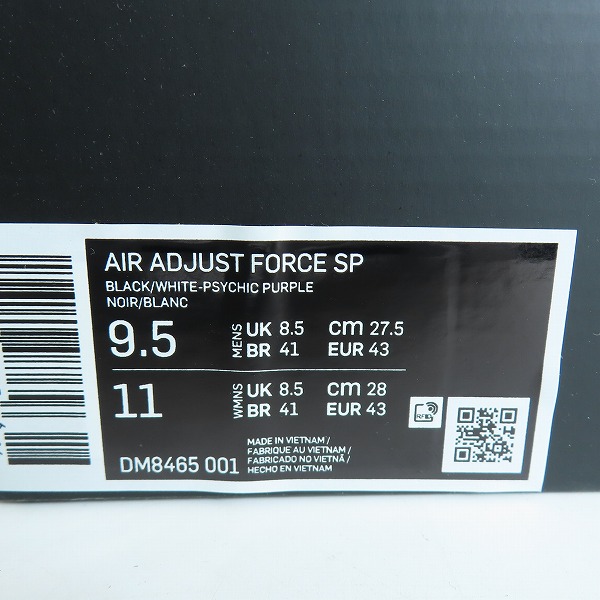 AIR ADJUST FORCE SP
BLACK/WHITE-PSYCHIC PURPLE
NOIR/BLANC
9.5 MENS UK 8.5 cm 27.5
BR 41 EUR 43
11 WMNS UK 8.5 cm 28
BR 41 EUR 43
DM8465 001
MADE IN VIETNAM/
FABRIQUE AU VIETNAM/
FABRICADO NO VIETNÃ/
HECHO EN VIETNAM